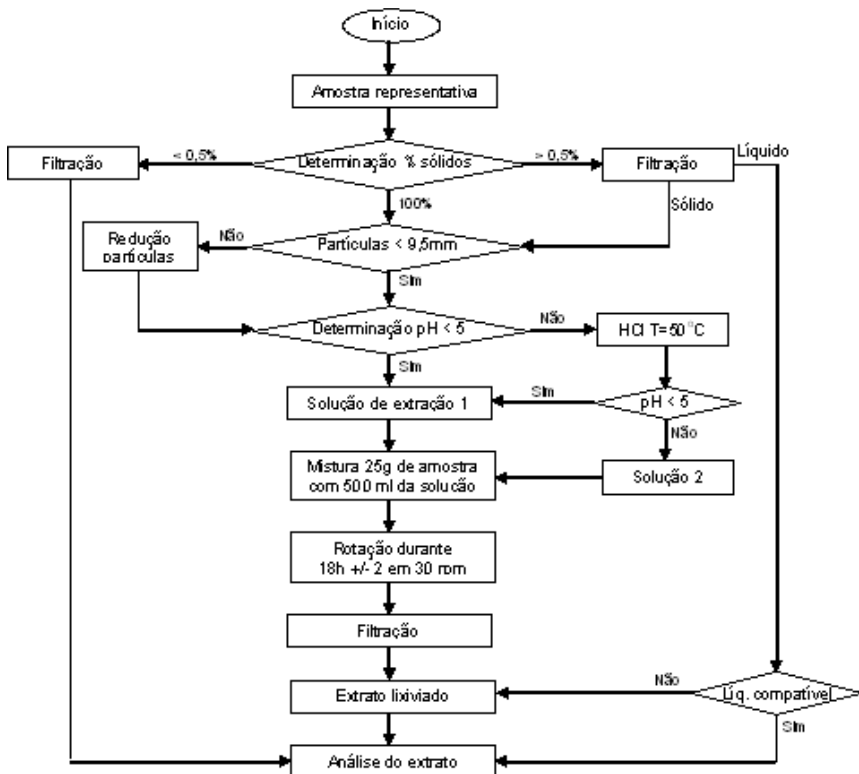 Início
Amostra representativa
< 0,5%
> 0,5%
Líquido
Filtração
Determinação % sólidos
Filtração
100%
Sólido
Redução
partículas
Não
Partículas < 9,5mm
Sim
Determinação pH < 5
Não
HCl T=50°C
Sim
Solução de extração 1
Sim
pH < 5
Não
Mistura 25g de amostra
com 500 ml da solução
Solução 2
Rotação durante
18h +/- 2 em 30 rpm
Filtração
Extrato lixiviado
Não
Líq. compatível
Sim
Análise do extrato